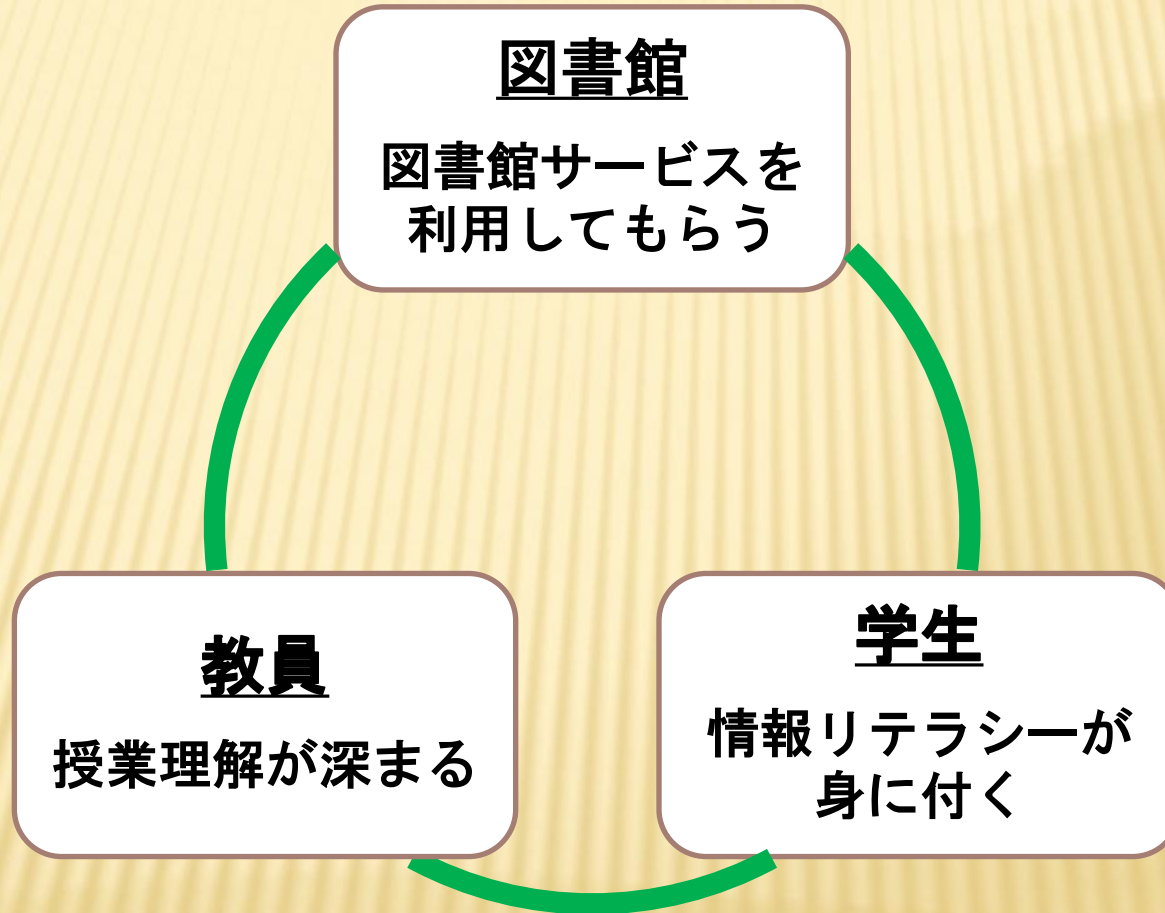 図書館
図書館サービスを
利用してもらう
教員
授業理解が深まる
学生
情報リテラシーが
身に付く